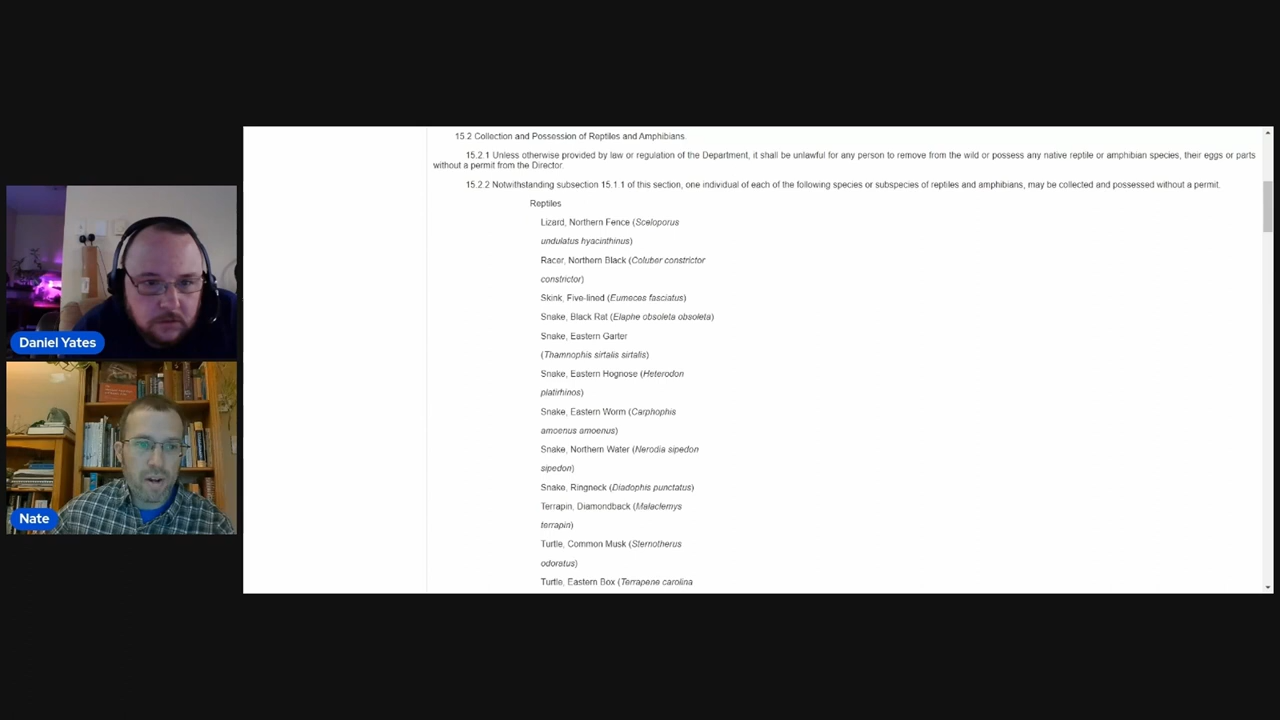 15.2 Collection and Possession of Reptiles and Amphibians.
15.2.1 Unless otherwise provided by law or regulation of the Department, it shall be unlawful for any person to remove from the wild or possess any native reptile or amphibian species, their eggs or parts
without a permit from the Director.
15.2.2 Notwithstanding subsection 15.1.1 of this section, one individual of each of the following species or subspecies of reptiles and amphibians, may be collected and possessed without a permit.
Reptiles
Lizard, Northern Fence (Sceloporus
undulatus hyacinthinus)
Racer, Northern Black (Coluber constrictor
constrictor)
Skink, Five-lined (Eumeces fasciatus)
Snake, Black Rat (Elaphe obsoleta obsoleta)
Snake, Eastern Garter
(Thamnophis sirtalis sirtalis)
Snake, Eastern Hognose (Heterodon
platirhinos)
Snake, Eastern Worm (Carphophis
amoenus amoenus)
Snake, Northern Water (Nerodia sipedon
sipedon)
Snake, Ringneck (Diadophis punctatus)
Terrapin, Diamondback (Malaclemys
terrapin)
Turtle, Common Musk (Sternotherus
odoratus)
Turtle, Eastern Box (Terrapene carolina
Daniel Yates
Nate